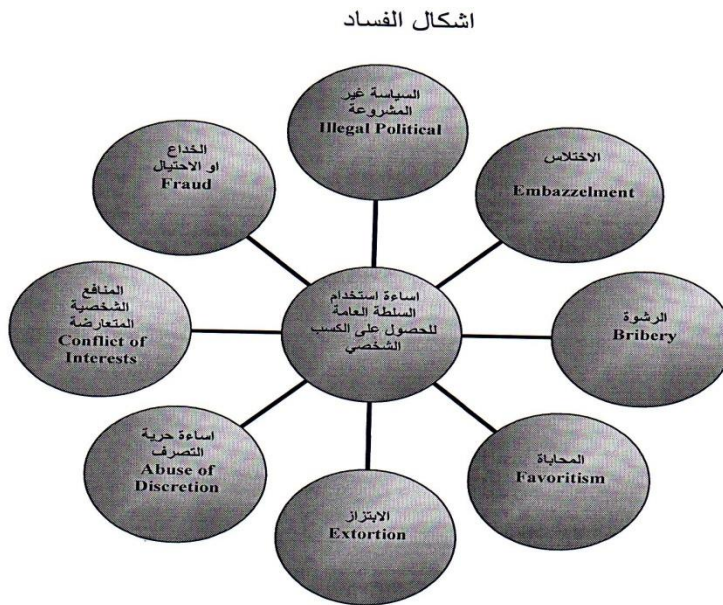 اشكال الفساد
السياسة غير
المشروعة
Illegal Political
الاختلاس
Embazzelment
الرشوة
Bribery
المحاباة
Favoritism
الابتزاز
Extortion
اساءة حرية
التصرف
Abuse of
Discretion
المنافع
الشخصية
المتعارضة
Conflict of
Interests
الخداع
او الاحتيال
Fraud
اساءة استخدام
السلطة العامة
للحصول على الكسب
الشخصي